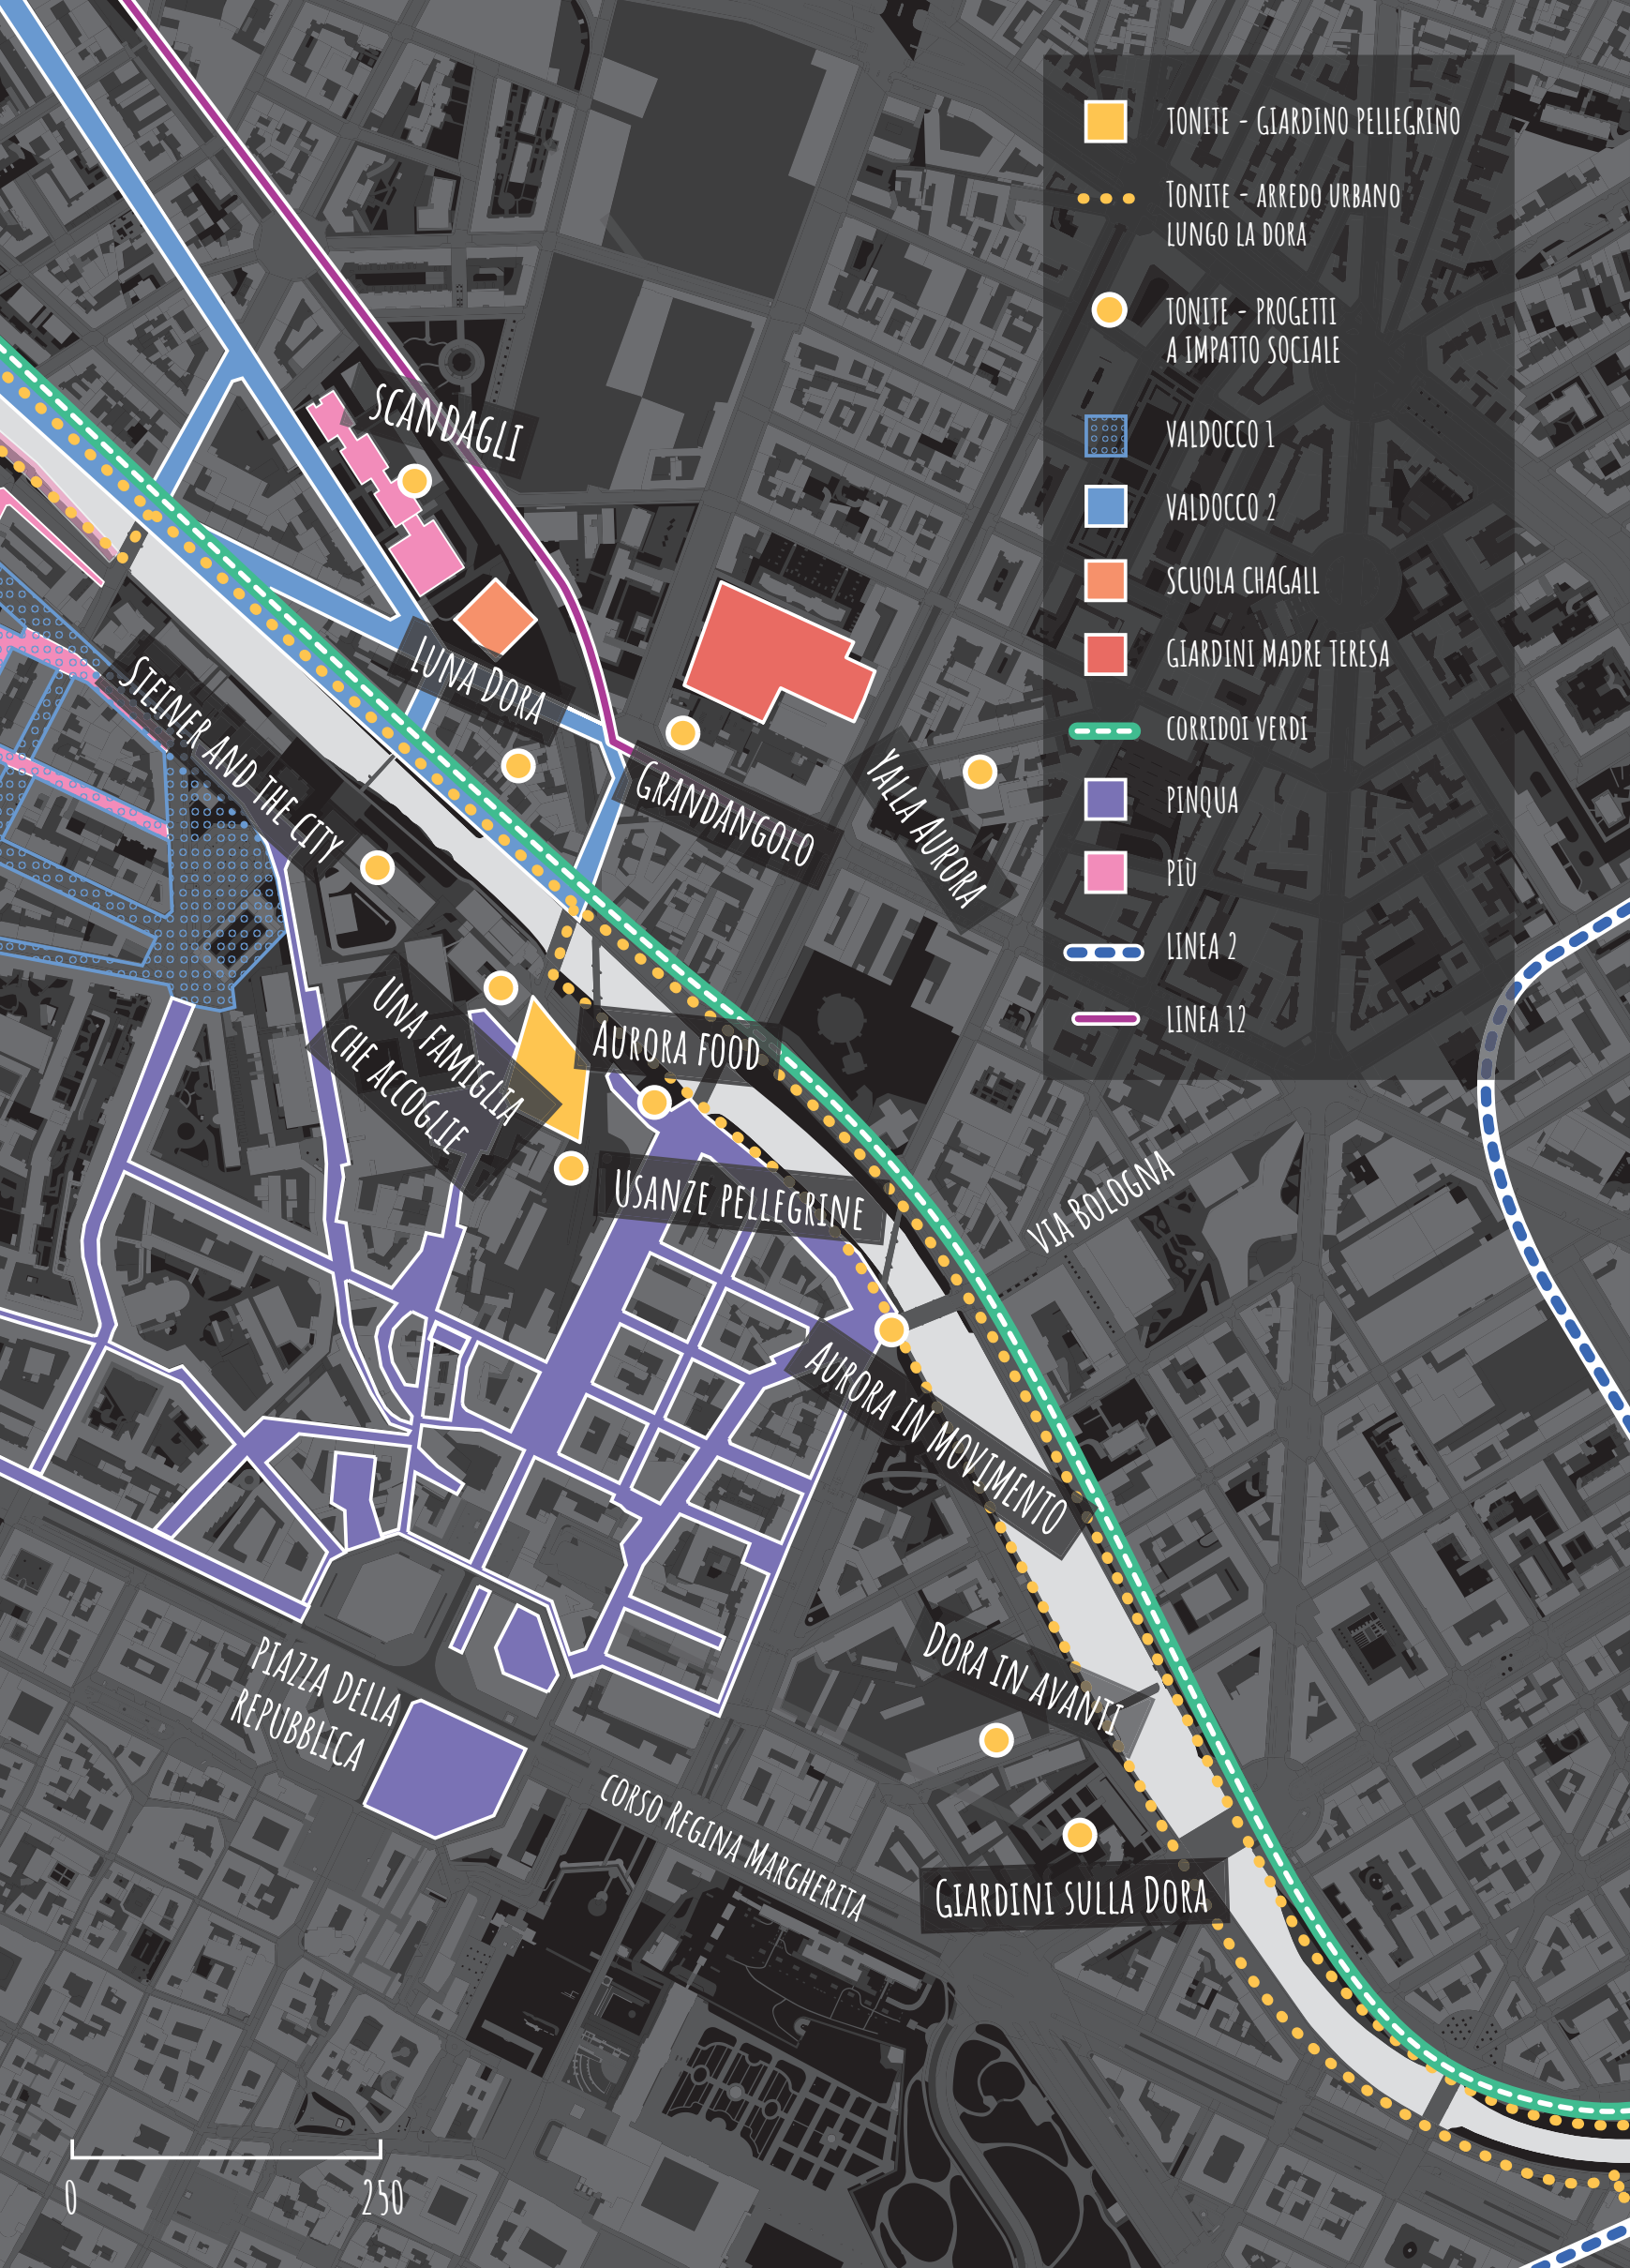 TONITE - GIARDINO PELLEGRINO
TONITE - ARREDO URBANO
LUNGO LA DORA
TONITE - PROGETTI
A IMPATTO SOCIALE
VALDOCCO 1
VALDOCCO 2
SCUOLA CHAGALL
GIARDINI MADRE TERESA
CORRIDOI VERDI
PINQUA
PIÙ
LINEA 2
LINEA 12
SCANDAGLI
LUNA DORA
STEINER AND THE CITY
GRANDANGOLO
YALLA AURORA
UNA FAMIGLIA
CHE ACCOGLIE
AURORA FOOD
USANZE PELLEGRINE
VIA BOLOGNA
AURORA IN MOVIMENTO
DORA IN AVANTI
PIAZZA DELLA
REPUBBLICA
CORSO REGINA MARGHERITA
GIARDINI SULLA DORA
0 250